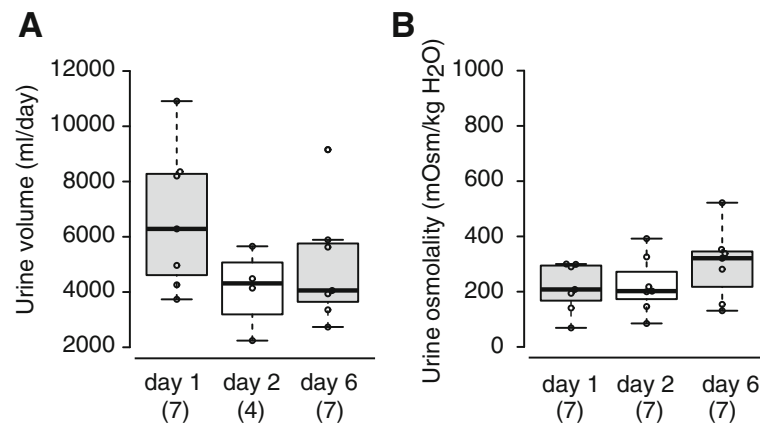 A
Urine volume (ml/day)
12000
10000
8000
6000
4000
2000
day 1 day 2 day 6
(7) (4) (7)
B
Urine osmolality (mOsm/kg H₂O)
1000
800
600
400
200
0
day 1 day 2 day 6
(7) (7) (7)